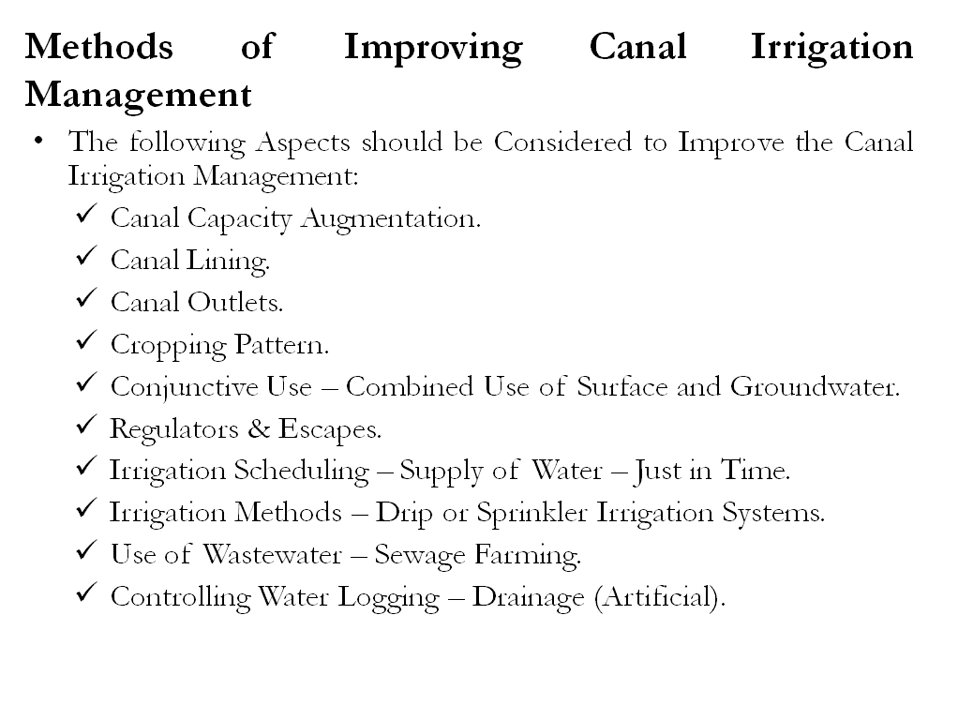 Methods of Improving Canal Irrigation
Management
• The following Aspects should be Considered to Improve the Canal
Irrigation Management:
✓ Canal Capacity Augmentation.
✓ Canal Lining.
✓ Canal Outlets.
✓ Cropping Pattern.
✓ Conjunctive Use – Combined Use of Surface and Groundwater.
✓ Regulators & Escapes.
✓ Irrigation Scheduling – Supply of Water – Just in Time.
✓ Irrigation Methods – Drip or Sprinkler Irrigation Systems.
✓ Use of Wastewater – Sewage Farming.
✓ Controlling Water Logging – Drainage (Artificial).